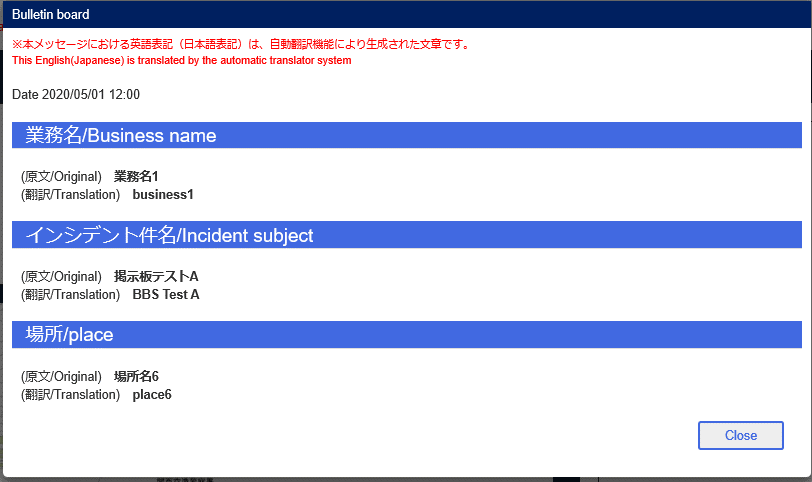 Bulletin board
※本メッセージにおける英語表記（日本語表記）は、自動翻訳機能により生成された文章です。
This English(Japanese) is translated by the automatic translator system
Date 2020/05/01 12:00
業務名/Business name
(原文/Original) 業務名1
(翻訳/Translation) business1
インシデント件名/Incident subject
(原文/Original) 掲示板テストA
(翻訳/Translation) BBS Test A
場所/place
(原文/Original) 場所名6
(翻訳/Translation) place6
Close